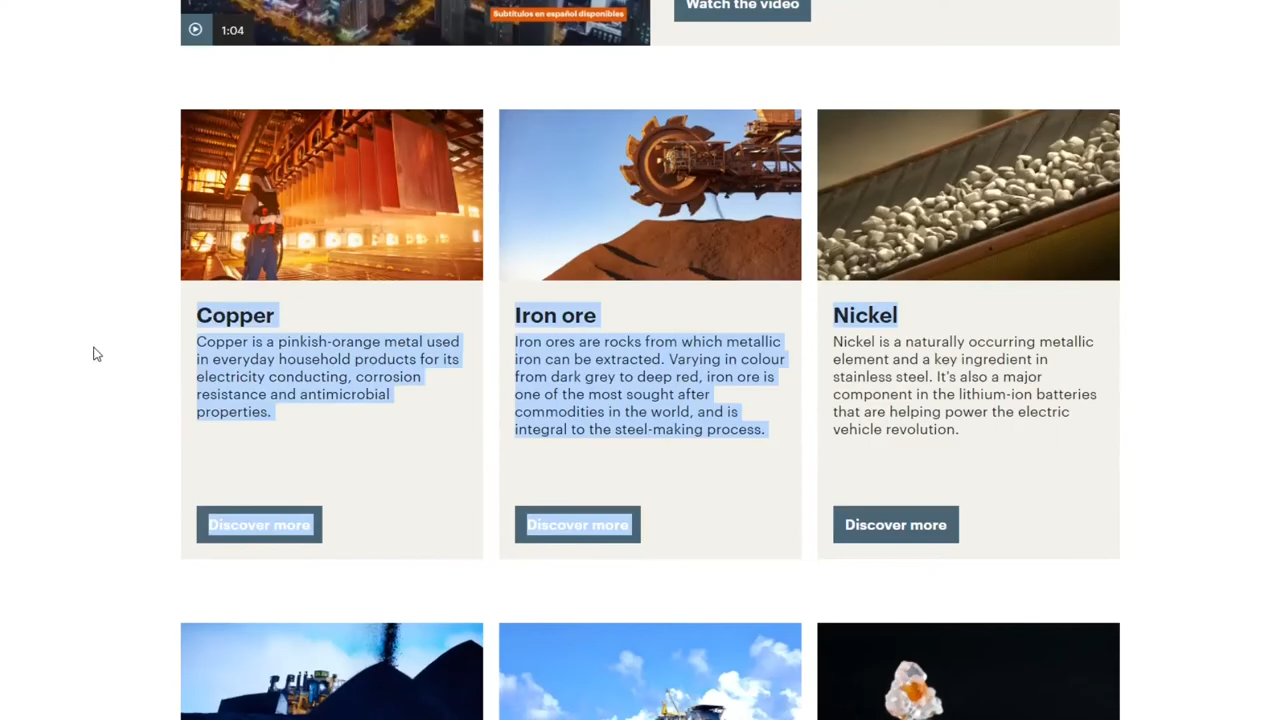 Subtítulos en español disponibles
1:04
Watch the video
Copper
Copper is a pinkish-orange metal used
in everyday household products for its
electricity conducting, corrosion
resistance and antimicrobial
properties.
Discover more
Iron ore
Iron ores are rocks from which metallic
iron can be extracted. Varying in colour
from dark grey to deep red, iron ore is
one of the most sought after
commodities in the world, and is
integral to the steel-making process.
Discover more
Nickel
Nickel is a naturally occurring metallic
element and a key ingredient in
stainless steel. It's also a major
component in the lithium-ion batteries
that are helping power the electric
vehicle revolution.
Discover more